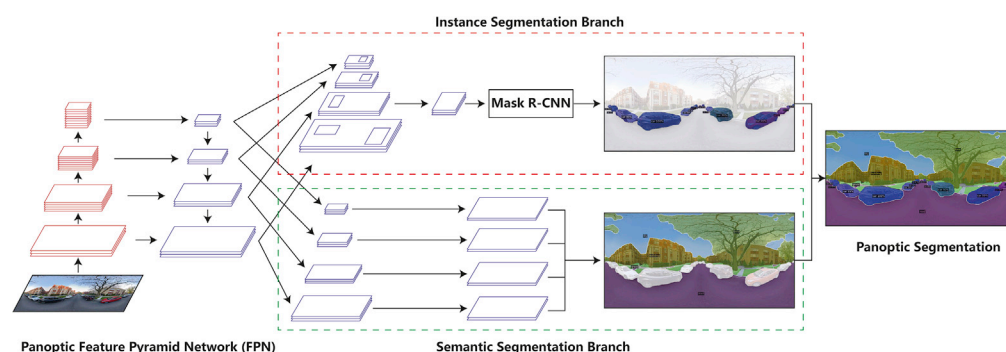 Instance Segmentation Branch
Mask R-CNN
Panoptic Segmentation
Panoptic Feature Pyramid Network (FPN)
Semantic Segmentation Branch